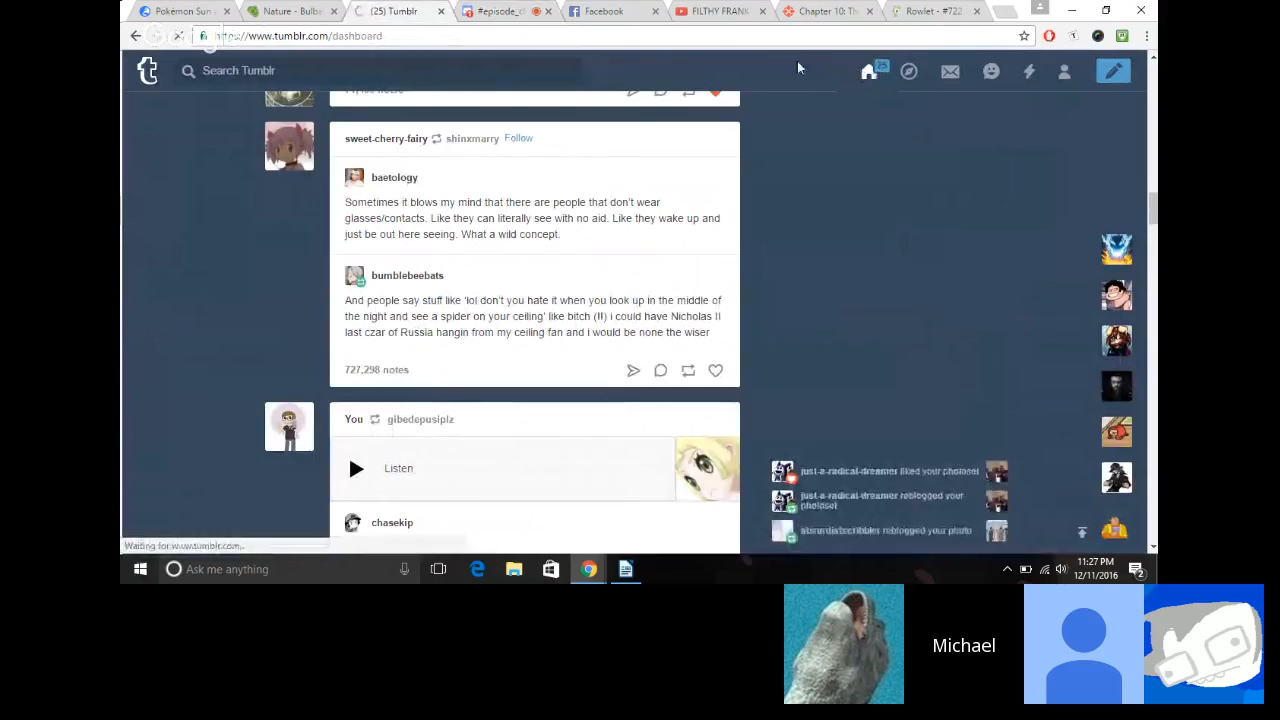 Pokémon Sun
Nature - Bulba
(25) Tumblr
Facebook
FILTHY FRANK
Chapter 10: Th
Rowlet - #722
https://www.tumblr.com/dashboard
Search Tumblr
25
sweet-cherry-fairy shinxmarry Follow
baetology
Sometimes it blows my mind that there are people that don't wear
glasses/contacts. Like they can literally see with no aid. Like they wake up and
just be out here seeing. What a wild concept.
bumblebeebats
And people say stuff like 'lol don't you hate it when you look up in the middle of
the night and see a spider on your ceiling' like bitch (!!) i could have Nicholas II
last czar of Russia hangin from my ceiling fan and i would be none the wiser
727,298 notes
You gibedepusiplz
Listen
chasekip
just-a-radical-dreamer liked your photoset
just-a-radical-dreamer reblogged your
photoset
reblogged your photo
Waiting for www.tumblr.com...
Ask me anything
11:27 PM
12/11/2016
2
Michael